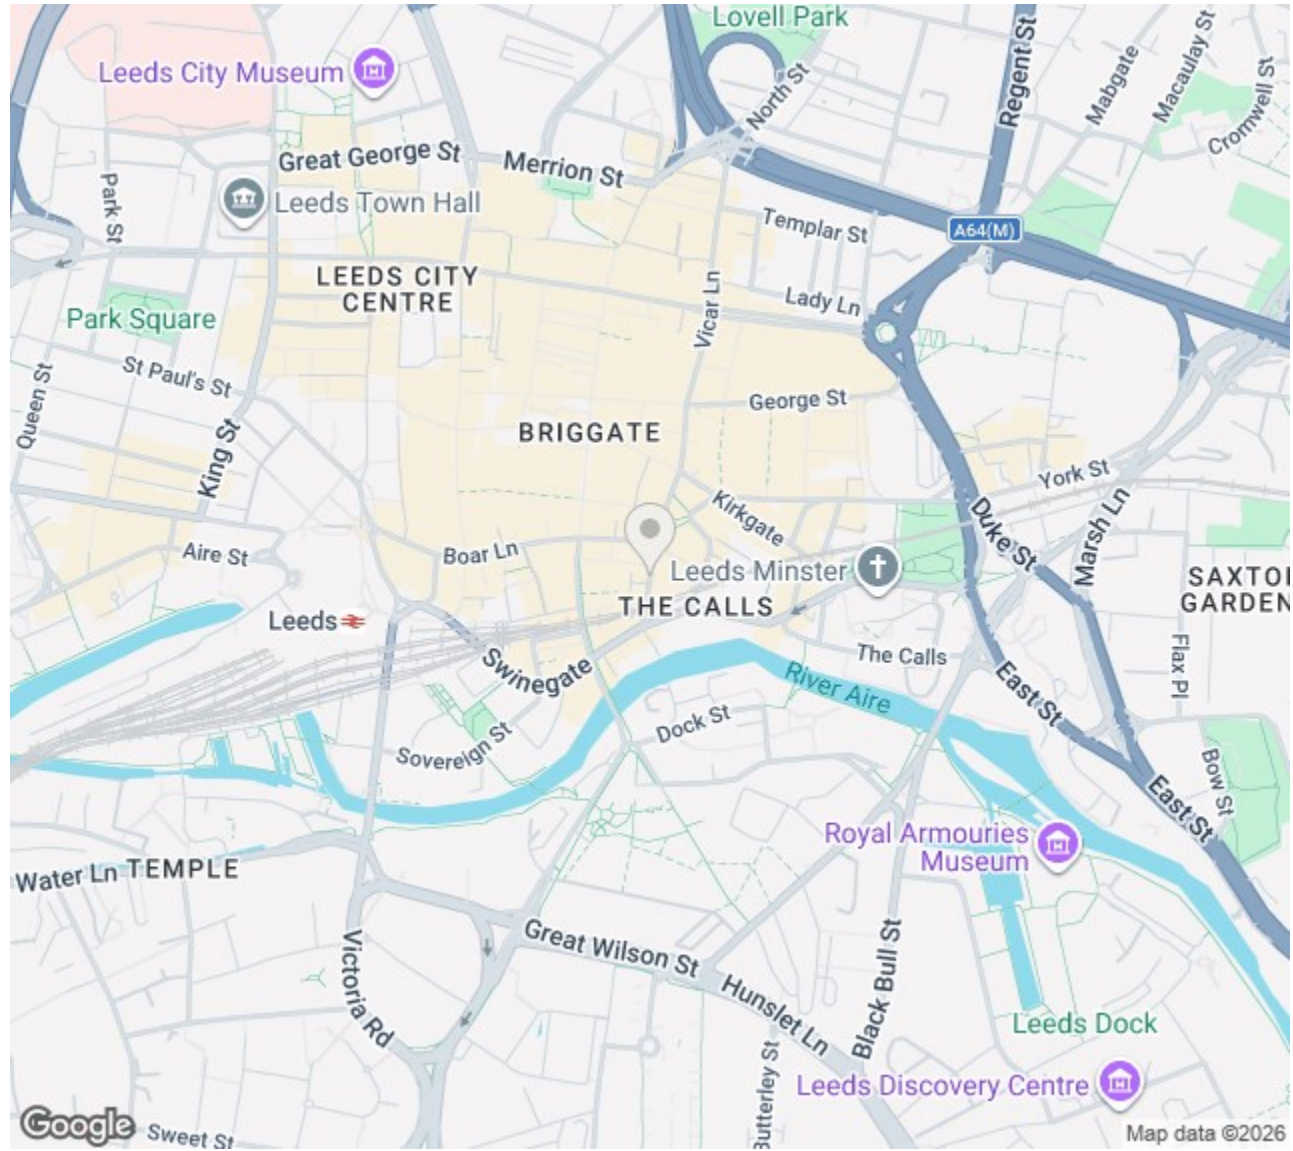 Lovell Park
Leeds City Museum
North St
Regent St
Mabgate
Macaulay St
Cromwell St
Great George St
Merrion St
Park St
Leeds Town Hall
Templar St
A64(M)
LEEDS CITY
CENTRE
Vicar Ln
Lady Ln
Park Square
St Paul's St
Queen St
King St
George St
BRIGGATE
York St
Kirkgate
Duke St
Marsh Ln
Aire St
Boar Ln
Leeds Minster
SAXTO
GARDEN
THE CALLS
Leeds
Swinegate
The Calls
Flax Pl
River Aire
East St
Dock St
Sovereign St
Bow St
East St
Royal Armouries
Museum
Water Ln
TEMPLE
Great Wilson St
Victoria Rd
Hunslet Ln
Black Bull St
Leeds Dock
Butterley St
Leeds Discovery Centre
Google
Sweet St
Map data ©2026